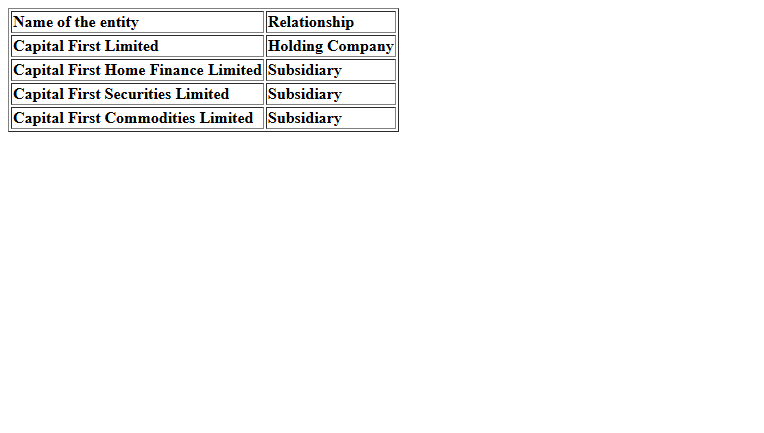 Name of the entity Relationship
Capital First Limited Holding Company
Capital First Home Finance Limited Subsidiary
Capital First Securities Limited Subsidiary
Capital First Commodities Limited Subsidiary